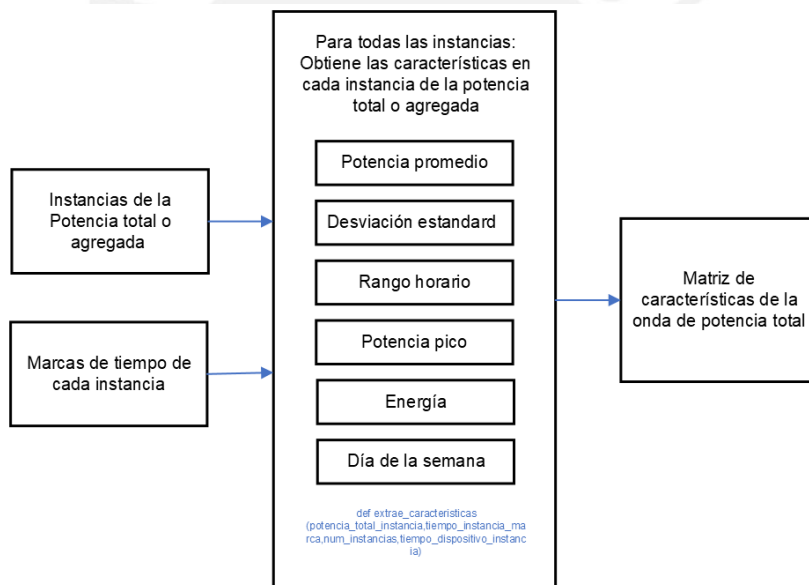 Para todas las instancias:
Obtiene las características en
cada instancia de la potencia
total o agregada
Instancias de la
Potencia total o
agregada
Marcas de tiempo de
cada instancia
Potencia promedio
Desviación estandard
Rango horario
Potencia pico
Energía
Día de la semana
def extrae_caracteristicas
(potencia_total_instancia,tiempo_instancia_ma
rca,num_instancias,tiempo_dispositivo_instanc
ia)
Matriz de
características de la
onda de potencia total